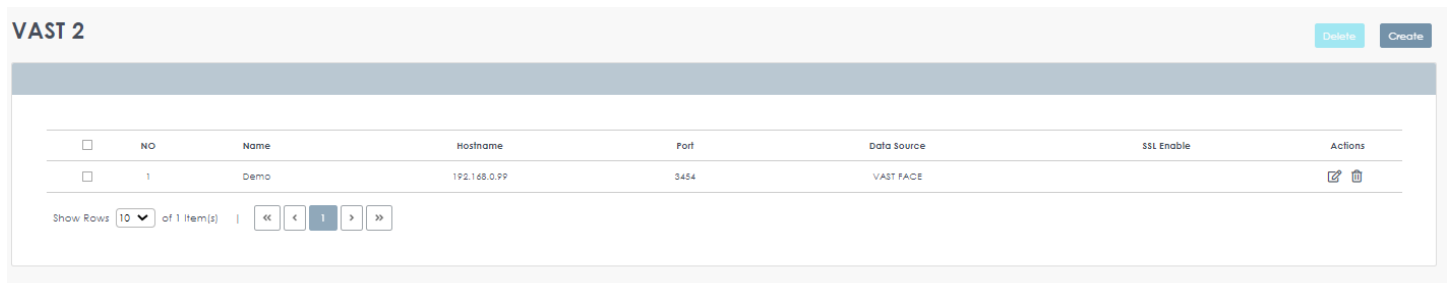 VAST 2
Delete Create
NO Name Hostname Port Data Source SSL Enable Actions
1 Demo 192.168.0.99 3454 VAST FACE
Show Rows 10 of 1 Item(s) | « ‹ 1 › »